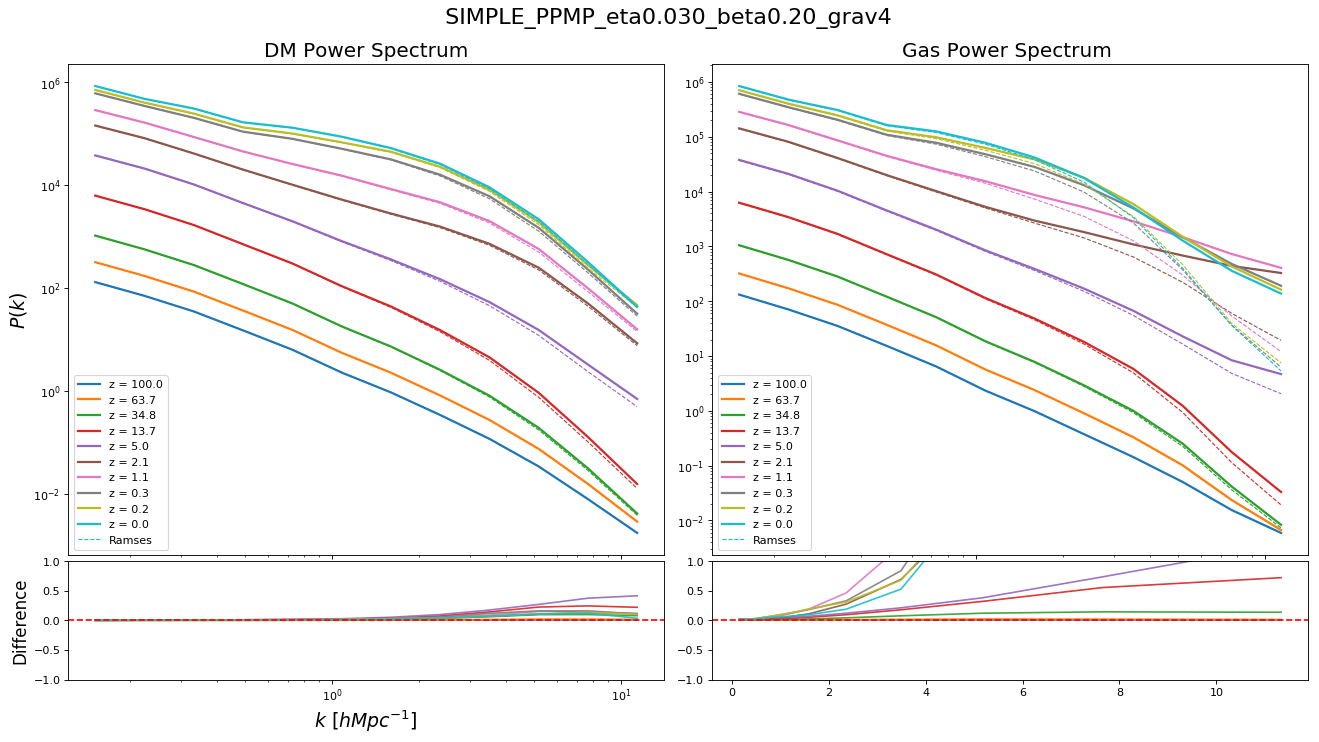 SIMPLE_PPMP_eta0.030_beta0.20_grav4
DM Power Spectrum
P(k)
10^6
10^4
10^2
10^0
10^−2
z = 100.0
z = 63.7
z = 34.8
z = 13.7
z = 5.0
z = 2.1
z = 1.1
z = 0.3
z = 0.2
z = 0.0
Ramses
Difference
1.0
0.5
0.0
−0.5
−1.0
10^0 10^1
k [hMpc^−1]
Gas Power Spectrum
10^6
10^5
10^4
10^3
10^2
10^1
10^0
10^−1
10^−2
z = 100.0
z = 63.7
z = 34.8
z = 13.7
z = 5.0
z = 2.1
z = 1.1
z = 0.3
z = 0.2
z = 0.0
Ramses
1.0
0.5
0.0
−0.5
−1.0
0 2 4 6 8 10